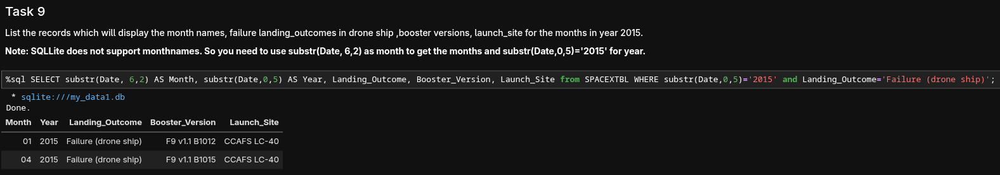 Task 9
List the records which will display the month names, failure landing_outcomes in drone ship ,booster versions, launch_site for the months in year 2015.
Note: SQLLite does not support monthnames. So you need to use substr(Date, 6,2) as month to get the months and substr(Date,0,5)='2015' for year.
%sql SELECT substr(Date, 6,2) AS Month, substr(Date,0,5) AS Year, Landing_Outcome, Booster_Version, Launch_Site from SPACEXTBL WHERE substr(Date,0,5)='2015' and Landing_Outcome='Failure (drone ship)';
* sqlite:///my_data1.db
Done.
Month Year Landing_Outcome Booster_Version Launch_Site
01 2015 Failure (drone ship) F9 v1.1 B1012 CCAFS LC-40
04 2015 Failure (drone ship) F9 v1.1 B1015 CCAFS LC-40